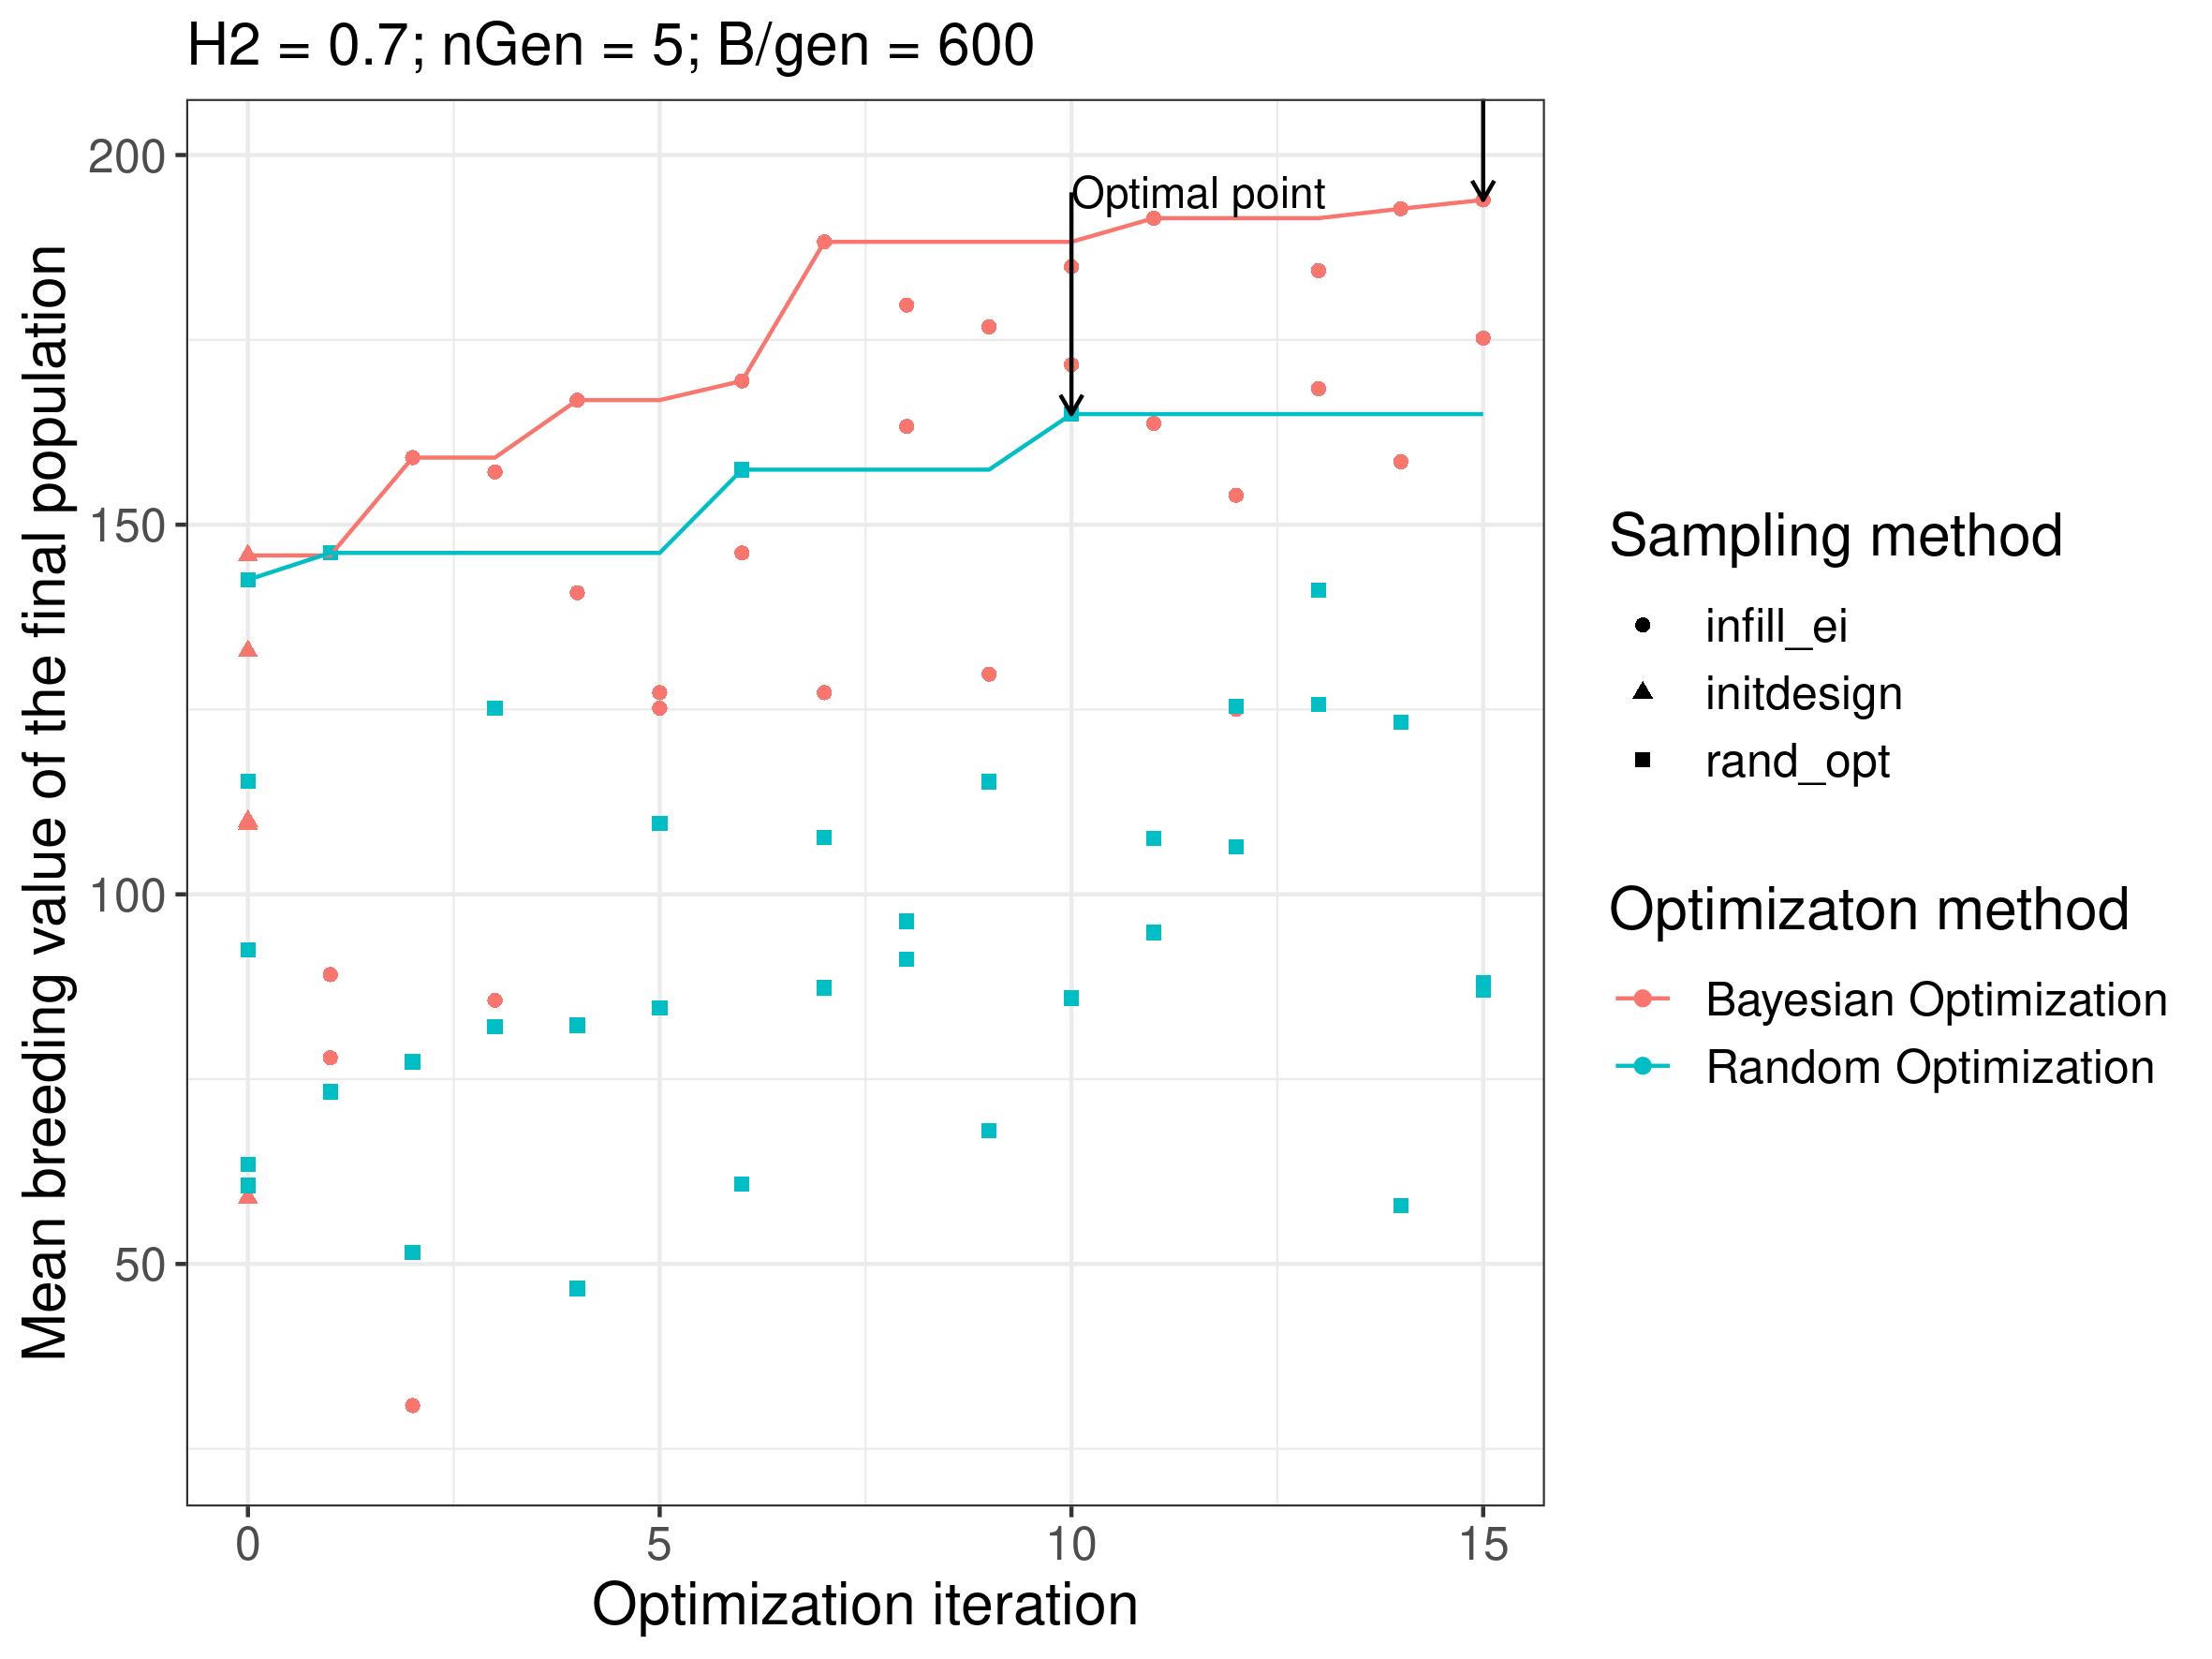 H2 = 0.7; nGen = 5; B/gen = 600
Mean breeding value of the final population
200
150
100
50
Optimal point
0
5
10
15
Optimization iteration
Sampling method
infill_ei
initdesign
rand_opt
Optimizaton method
Bayesian Optimization
Random Optimization